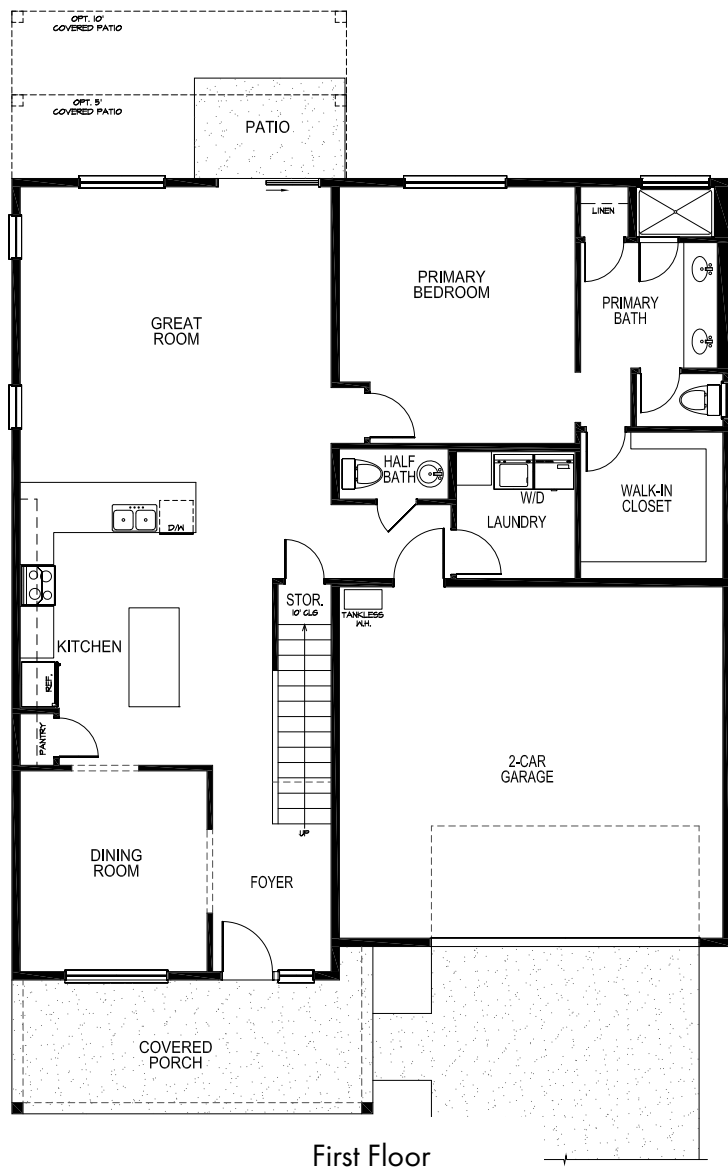 OPT. 10'
COVERED PATIO
OPT. 5'
COVERED PATIO
PATIO
LINEN
PRIMARY
BEDROOM
PRIMARY
BATH
GREAT
ROOM
HALF
BATH
W/D
LAUNDRY
WALK-IN
CLOSET
D/W
STOR.
10' CLG
TANKLESS
W.H.
KITCHEN
REF.
PANTRY
2-CAR
GARAGE
UP
DINING
ROOM
FOYER
COVERED
PORCH
First Floor